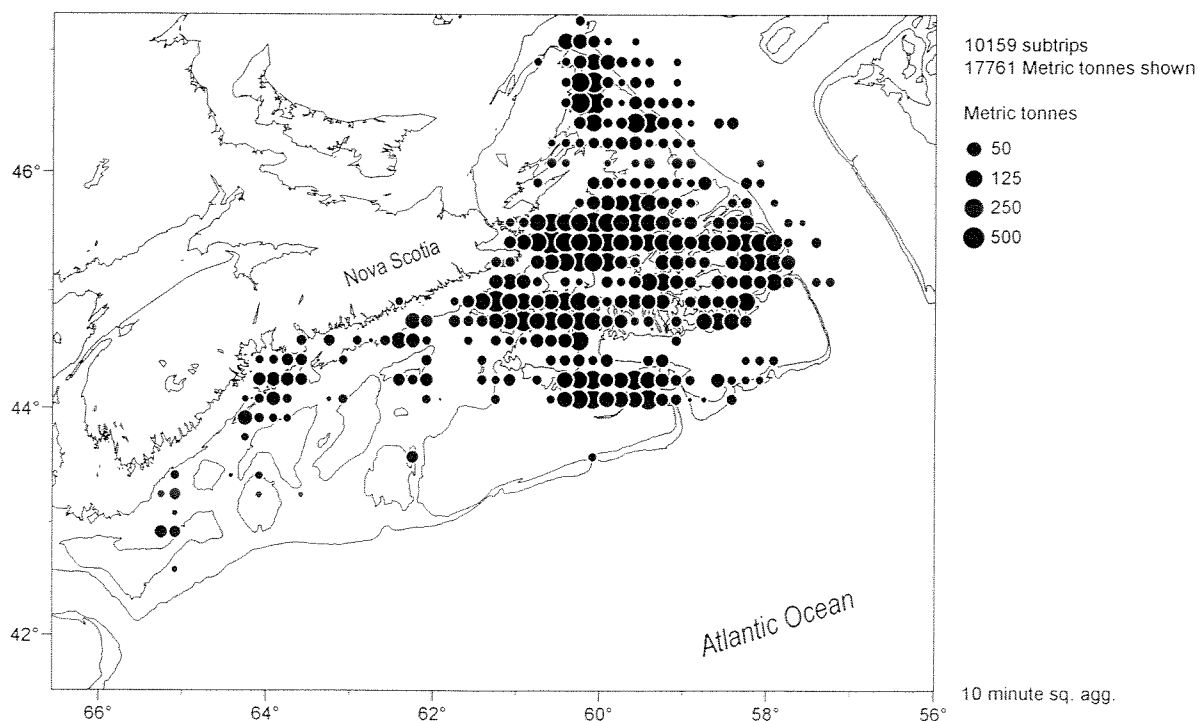 10159 subtrips
17761 Metric tonnes shown
Metric tonnes
50
125
250
500
46°
44°
42°
Nova Scotia
Atlantic Ocean
66°
64°
62°
60°
58°
56°
10 minute sq. agg.